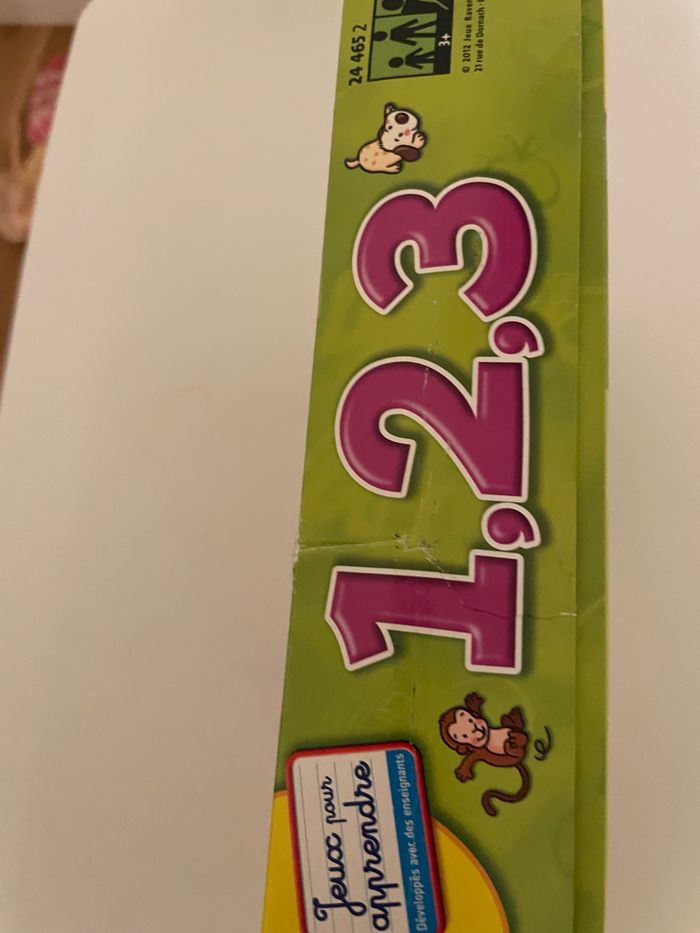 Jeux pour
apprendre
Développés avec des enseignants
1, 2, 3
24 465 2
3+
© 2012 Jeux
21 rue de Dornach